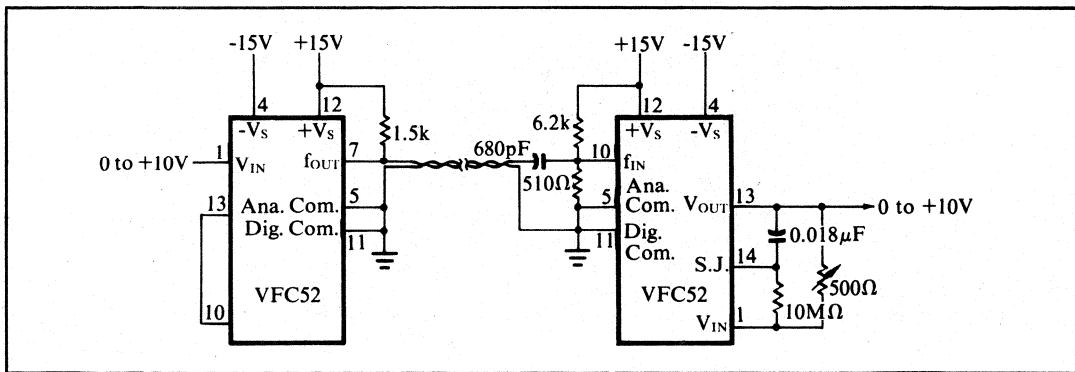 -15V +15V
4 12
-Vs +Vs
1.5k
0 to +10V
1 VIN fOUT 7
13 Ana. Com. 5
Dig. Com. 11
VFC52
10
680pF
510Ω
+15V -15V
12 4
6.2k
+Vs -Vs
10 fIN
5 Ana. Com.
11 Dig. Com.
VOUT 13
0 to +10V
0.018μF
S.J. 14
500Ω
VFC52
10MΩ
VIN 1